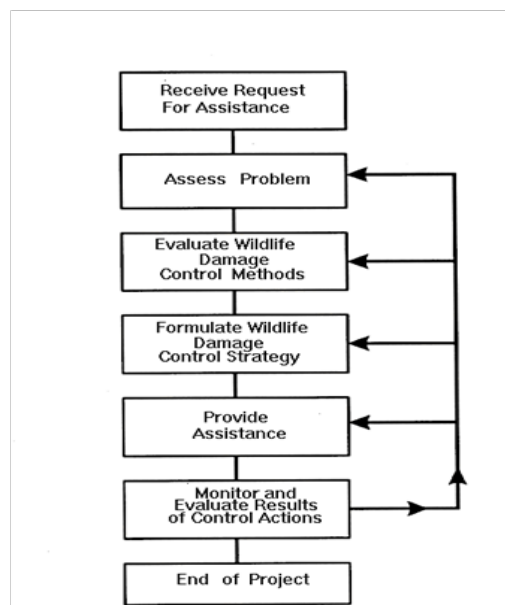 Receive Request
For Assistance
Assess Problem
Evaluate Wildlife
Damage
Control Methods
Formulate Wildlife
Damage
Control Strategy
Provide
Assistance
Monitor and
Evaluate Results
of Control Actions
End of Project